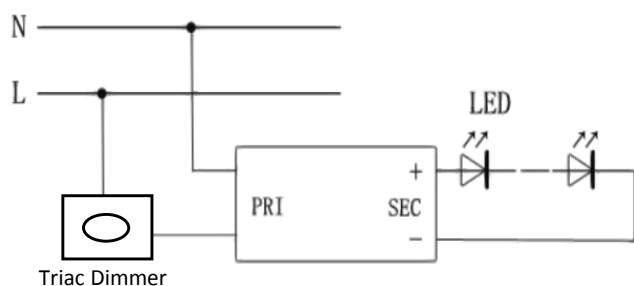 N
L
LED
+
PRI
SEC
−
Triac Dimmer